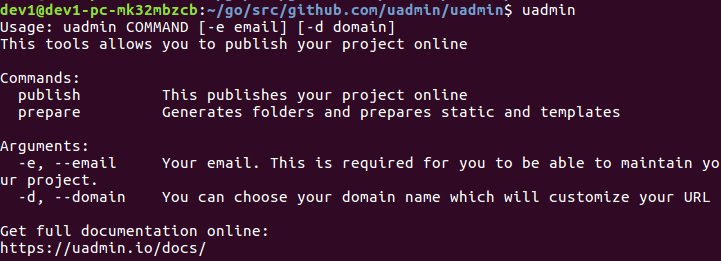 dev1@dev1-pc-mk32mbzcb:~/go/src/github.com/uadmin/uadmin$ uadmin
Usage: uadmin COMMAND [-e email] [-d domain]
This tools allows you to publish your project online
Commands:
publish This publishes your project online
prepare Generates folders and prepares static and templates
Arguments:
-e, --email Your email. This is required for you to be able to maintain yo
ur project.
-d, --domain You can choose your domain name which will customize your URL
Get full documentation online:
https://uadmin.io/docs/